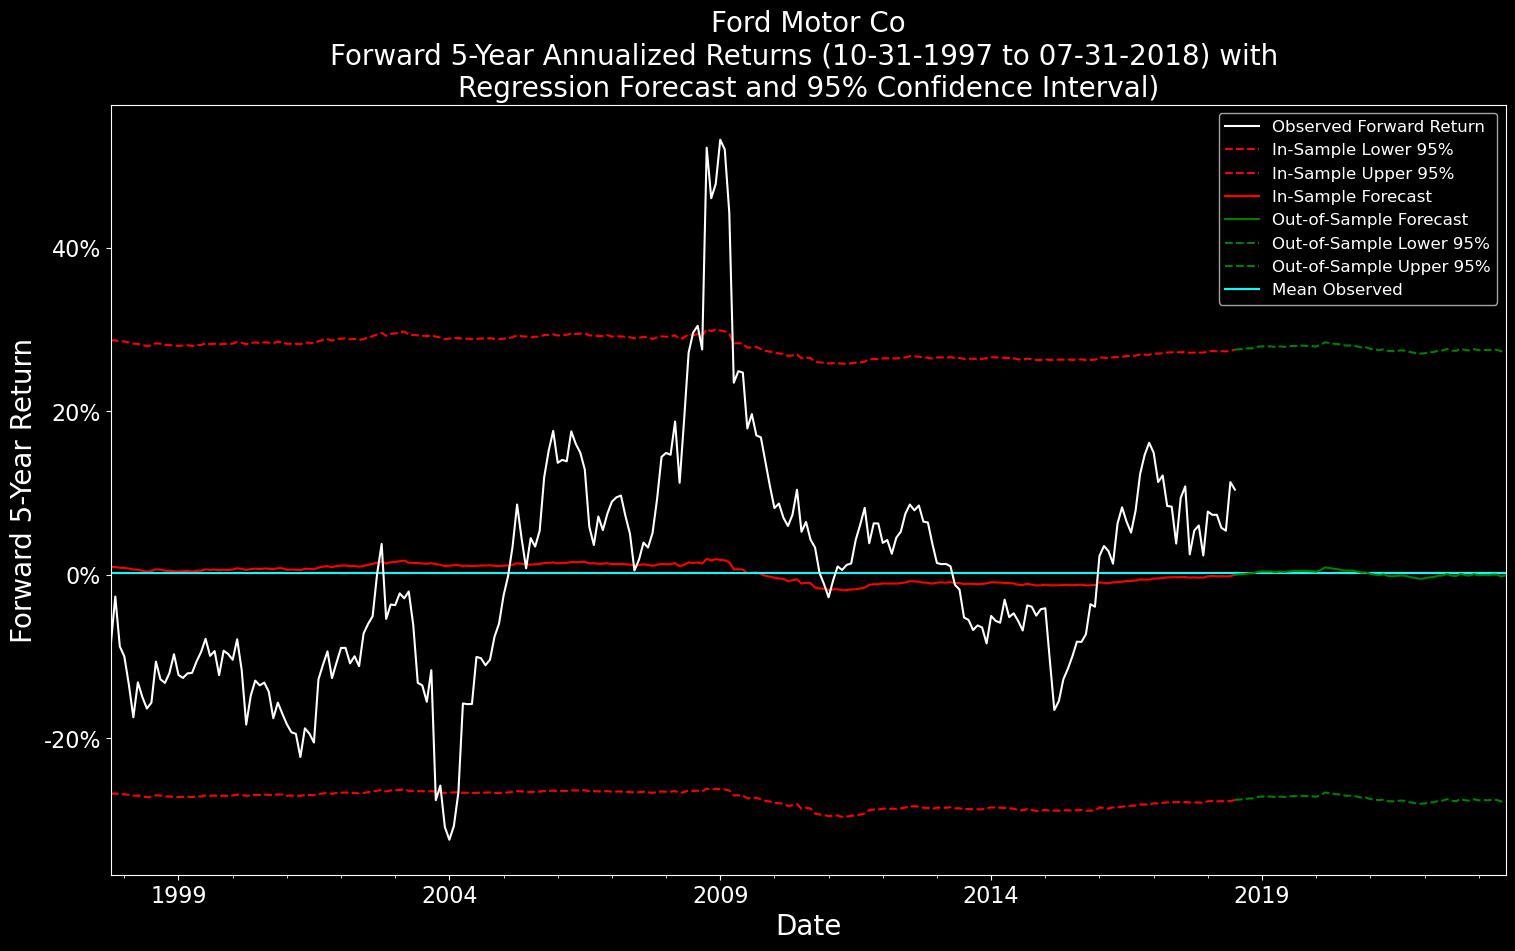 Ford Motor Co
Forward 5-Year Annualized Returns (10-31-1997 to 07-31-2018) with
Regression Forecast and 95% Confidence Interval)
Observed Forward Return
In-Sample Lower 95%
In-Sample Upper 95%
In-Sample Forecast
Out-of-Sample Forecast
Out-of-Sample Lower 95%
Out-of-Sample Upper 95%
Mean Observed
Forward 5-Year Return
40%
20%
0%
-20%
1999 2004 2009 2014 2019
Date